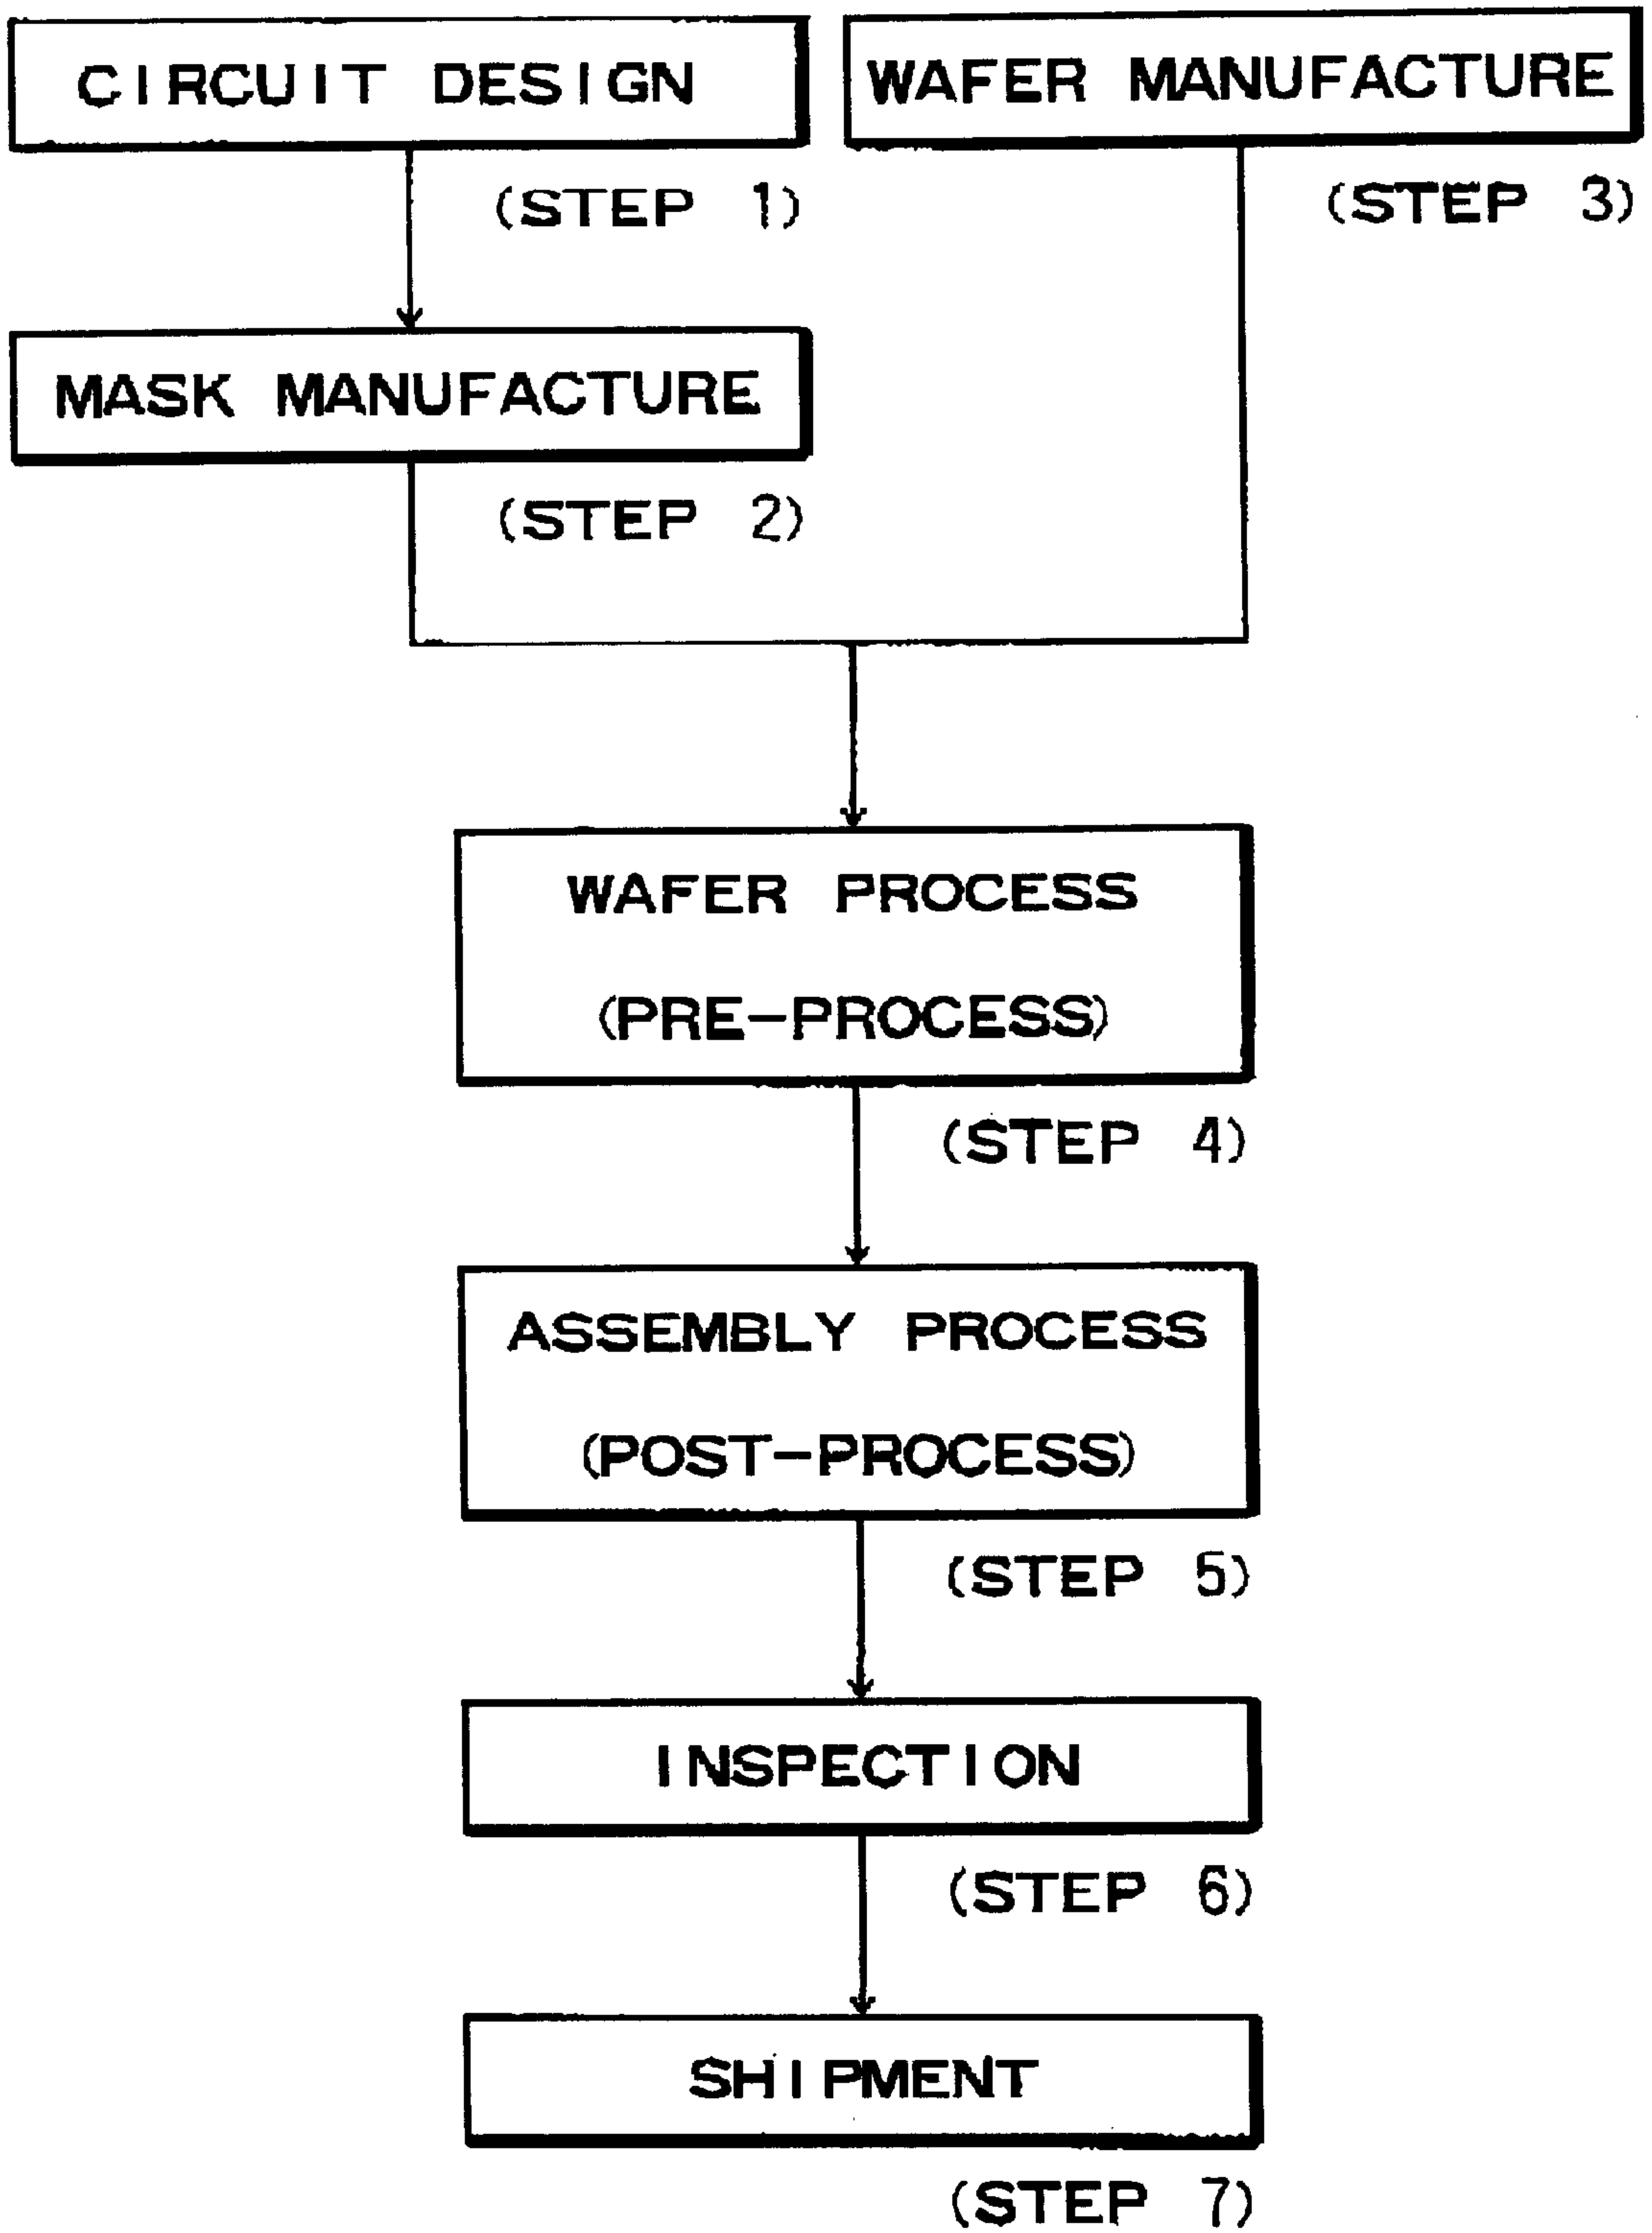 CIRCUIT DESIGN
(STEP 1)
WAFER MANUFACTURE
(STEP 3)
MASK MANUFACTURE
(STEP 2)
WAFER PROCESS
(PRE-PROCESS)
(STEP 4)
ASSEMBLY PROCESS
(POST-PROCESS)
(STEP 5)
INSPECTION
(STEP 6)
SHIPMENT
(STEP 7)